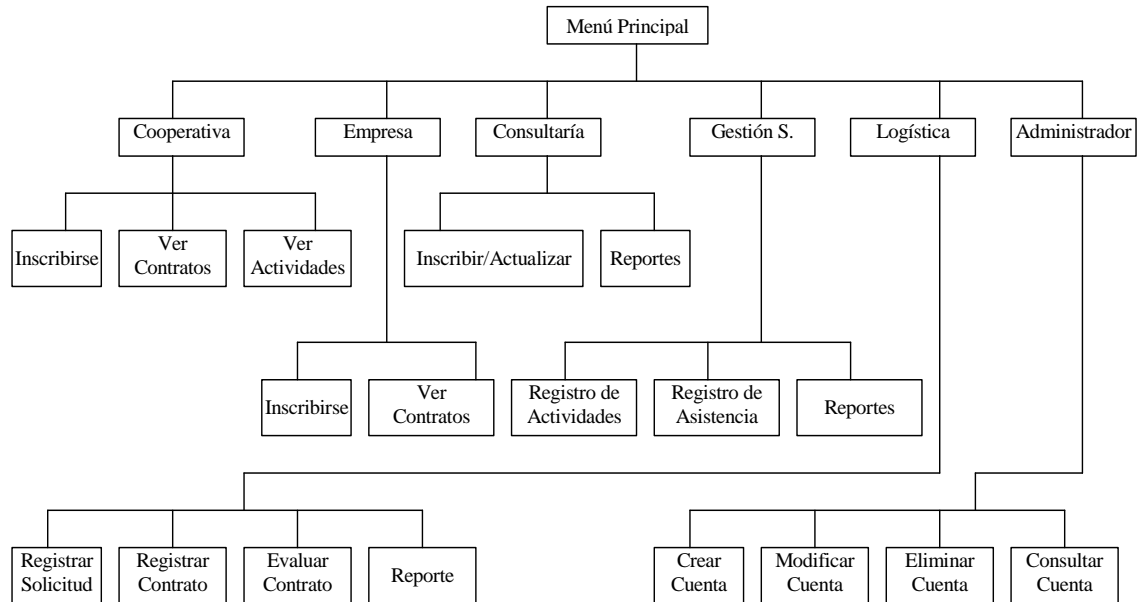 Menú Principal
Cooperativa
Empresa
Consultaría
Gestión S.
Logística
Administrador
Inscribirse
Ver
Contratos
Ver
Actividades
Inscribir/Actualizar
Reportes
Inscribirse
Ver
Contratos
Registro de
Actividades
Registro de
Asistencia
Reportes
Registrar
Solicitud
Registrar
Contrato
Evaluar
Contrato
Reporte
Crear
Cuenta
Modificar
Cuenta
Eliminar
Cuenta
Consultar
Cuenta